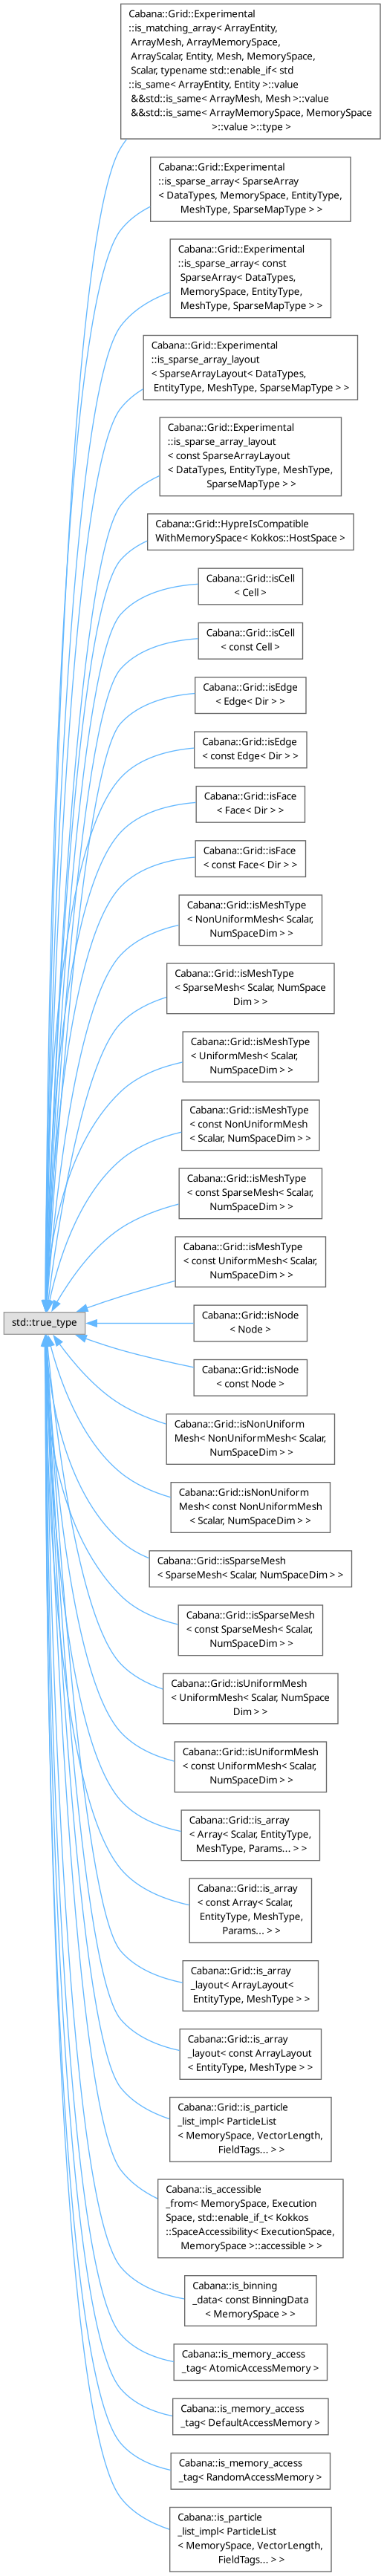 Cabana::Grid::Experimental
::is_matching_array< ArrayEntity,
ArrayMesh, ArrayMemorySpace,
ArrayScalar, Entity, Mesh, MemorySpace,
Scalar, typename std::enable_if< std
::is_same< ArrayEntity, Entity >::value
&&std::is_same< ArrayMesh, Mesh >::value
&&std::is_same< ArrayMemorySpace, MemorySpace
>::value >::type >
Cabana::Grid::Experimental
::is_sparse_array< SparseArray
< DataTypes, MemorySpace, EntityType,
MeshType, SparseMapType > >
Cabana::Grid::Experimental
::is_sparse_array< const
SparseArray< DataTypes,
MemorySpace, EntityType,
MeshType, SparseMapType > >
Cabana::Grid::Experimental
::is_sparse_array_layout
< SparseArrayLayout< DataTypes,
EntityType, MeshType, SparseMapType > >
Cabana::Grid::Experimental
::is_sparse_array_layout
< const SparseArrayLayout
< DataTypes, EntityType, MeshType,
SparseMapType > >
Cabana::Grid::HypreIsCompatible
WithMemorySpace< Kokkos::HostSpace >
Cabana::Grid::isCell
< Cell >
Cabana::Grid::isCell
< const Cell >
Cabana::Grid::isEdge
< Edge< Dir > >
Cabana::Grid::isEdge
< const Edge< Dir > >
Cabana::Grid::isFace
< Face< Dir > >
Cabana::Grid::isFace
< const Face< Dir > >
Cabana::Grid::isMeshType
< NonUniformMesh< Scalar,
NumSpaceDim > >
Cabana::Grid::isMeshType
< SparseMesh< Scalar, NumSpace
Dim > >
Cabana::Grid::isMeshType
< UniformMesh< Scalar,
NumSpaceDim > >
Cabana::Grid::isMeshType
< const NonUniformMesh
< Scalar, NumSpaceDim > >
Cabana::Grid::isMeshType
< const SparseMesh< Scalar,
NumSpaceDim > >
Cabana::Grid::isMeshType
< const UniformMesh< Scalar,
NumSpaceDim > >
std::true_type
Cabana::Grid::isNode
< Node >
Cabana::Grid::isNode
< const Node >
Cabana::Grid::isNonUniform
Mesh< NonUniformMesh< Scalar,
NumSpaceDim > >
Cabana::Grid::isNonUniform
Mesh< const NonUniformMesh
< Scalar, NumSpaceDim > >
Cabana::Grid::isSparseMesh
< SparseMesh< Scalar, NumSpaceDim > >
Cabana::Grid::isSparseMesh
< const SparseMesh< Scalar,
NumSpaceDim > >
Cabana::Grid::isUniformMesh
< UniformMesh< Scalar, NumSpace
Dim > >
Cabana::Grid::isUniformMesh
< const UniformMesh< Scalar,
NumSpaceDim > >
Cabana::Grid::is_array
< Array< Scalar, EntityType,
MeshType, Params... > >
Cabana::Grid::is_array
< const Array< Scalar,
EntityType, MeshType,
Params... > >
Cabana::Grid::is_array
_layout< ArrayLayout<
EntityType, MeshType > >
Cabana::Grid::is_array
_layout< const ArrayLayout
< EntityType, MeshType > >
Cabana::Grid::is_particle
_list_impl< ParticleList
< MemorySpace, VectorLength,
FieldTags... > >
Cabana::is_accessible
_from< MemorySpace, Execution
Space, std::enable_if_t< Kokkos
::SpaceAccessibility< ExecutionSpace,
MemorySpace >::accessible > >
Cabana::is_binning
_data< const BinningData
< MemorySpace > >
Cabana::is_memory_access
_tag< AtomicAccessMemory >
Cabana::is_memory_access
_tag< DefaultAccessMemory >
Cabana::is_memory_access
_tag< RandomAccessMemory >
Cabana::is_particle
_list_impl< ParticleList
< MemorySpace, VectorLength,
FieldTags... > >